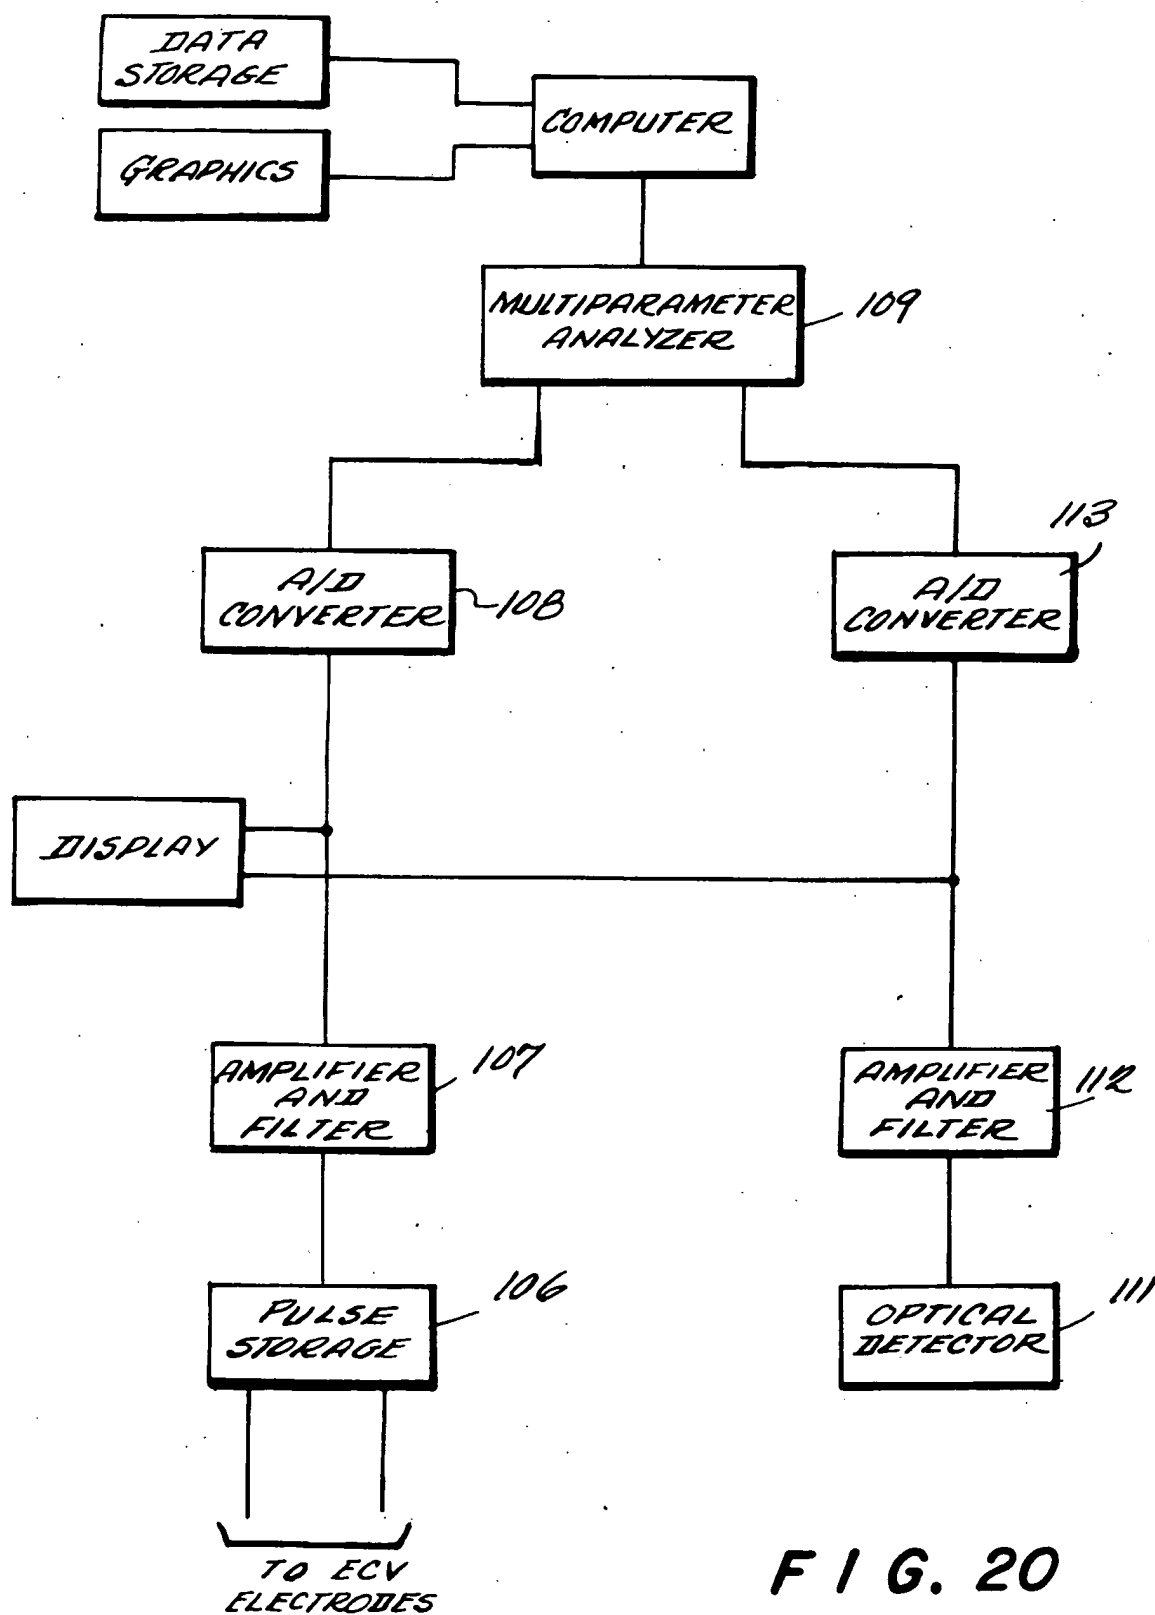 DATA
STORAGE
COMPUTER
GRAPHICS
MULTIPARAMETER
ANALYZER
109
113
A/D
CONVERTER
108
A/D
CONVERTER
DISPLAY
AMPLIFIER
AND
FILTER
107
AMPLIFIER
AND
FILTER
112
PULSE
STORAGE
106
OPTICAL
DETECTOR
111
TO ECV
ELECTRODES
FIG. 20